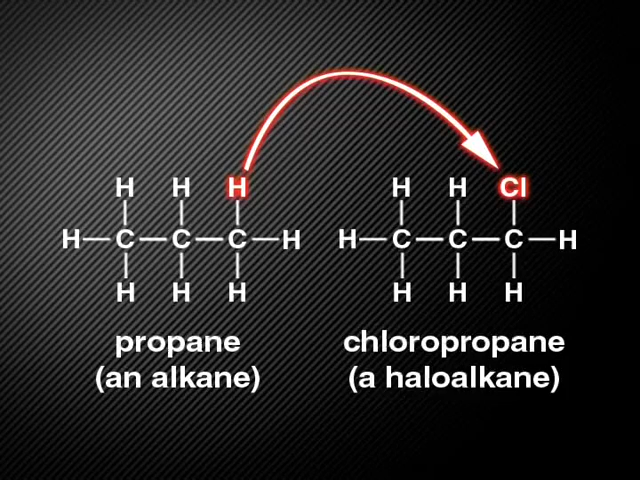 H H H H H Cl
H C C C H H C C C H
H H H H H H
propane chloropropane
(an alkane) (a haloalkane)